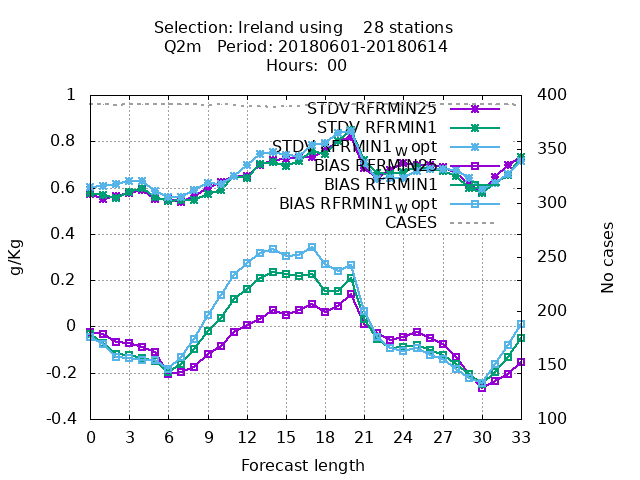 Selection: Ireland using    28 stations
Q2m   Period: 20180601-20180614
Hours:  00
1
0.8
0.6
0.4
0.2
0
-0.2
-0.4
400
350
300
250
200
150
100
STDV RFRMIN25
STDV RFRMIN1
STDV RFRMIN1w opt
BIAS RFRMIN25
BIAS RFRMIN1
BIAS RFRMIN1w opt
CASES
g/Kg
No cases
0 3 6 9 12 15 18 21 24 27 30 33
Forecast length